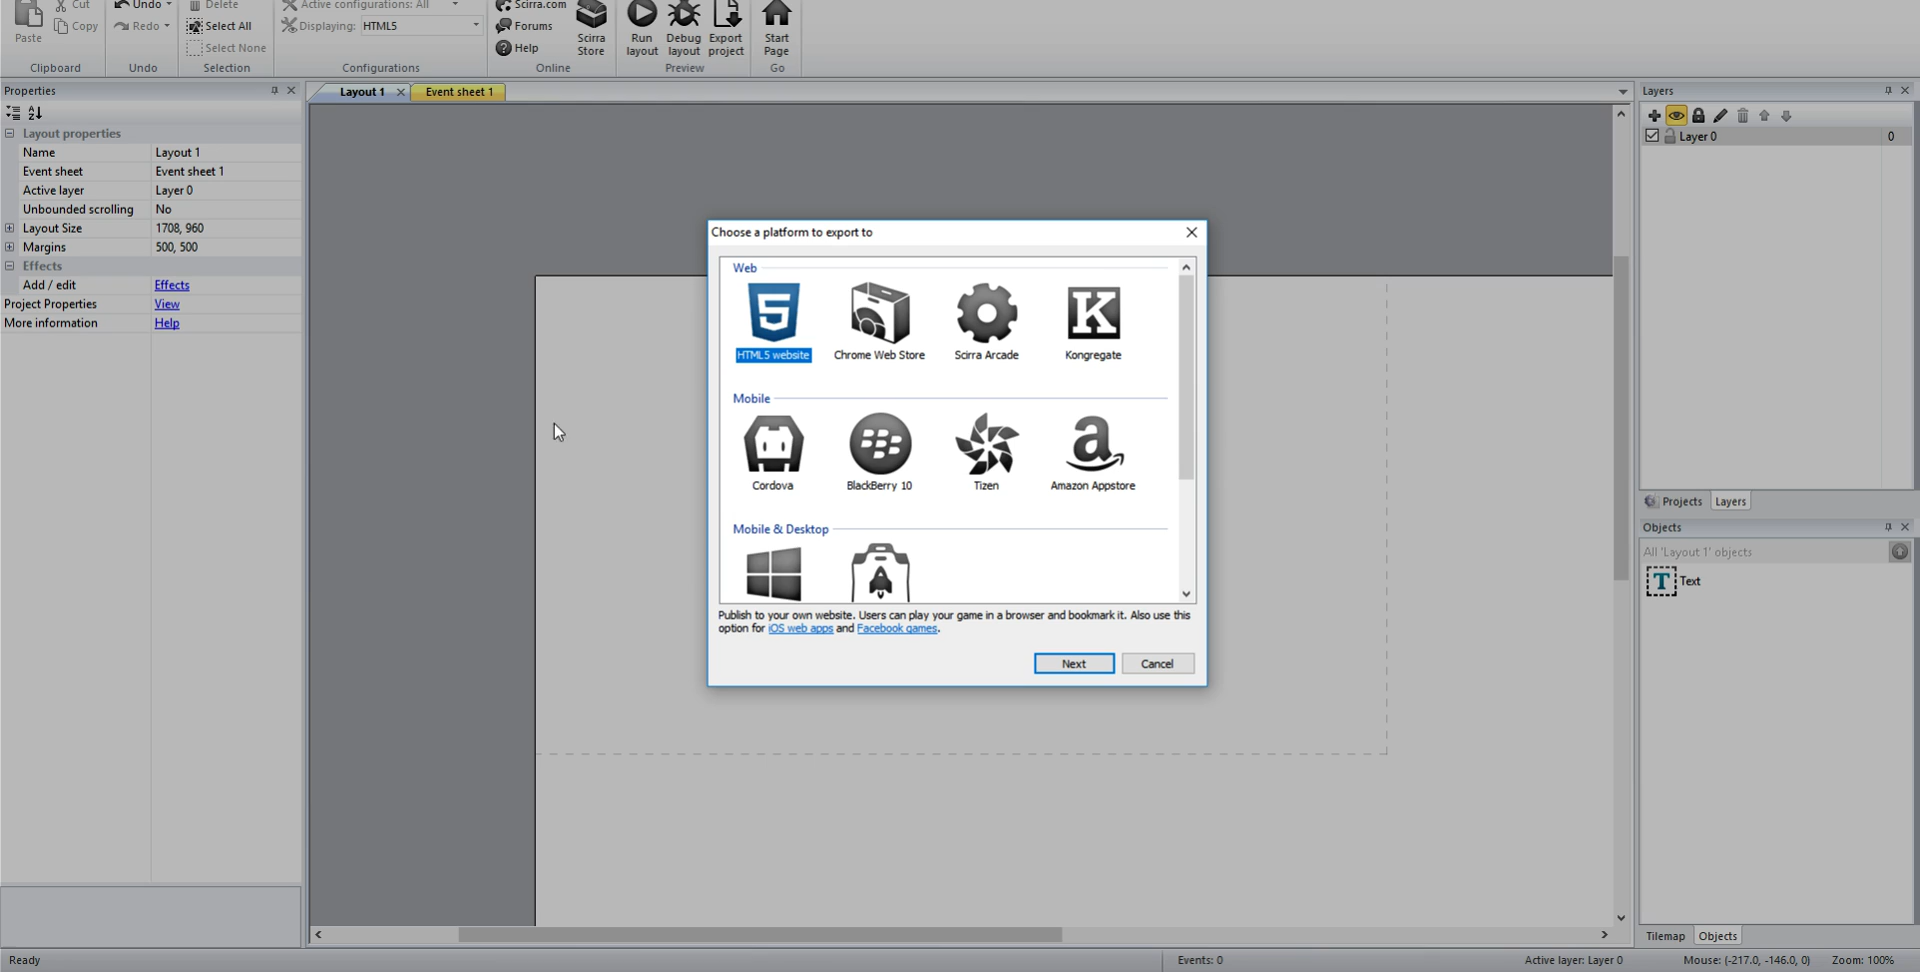 Paste
Cut
Copy
Clipboard
Undo
Redo
Undo
Delete
Select All
Select None
Selection
Active configurations: All
Displaying: HTML5
Configurations
Scirra.com
Forums
Help
Scirra
Store
Online
Run
layout
Debug
layout
Export
project
Preview
Start
Page
Go
Properties
A
Z
Layout properties
Name Layout 1
Event sheet Event sheet 1
Active layer Layer 0
Unbounded scrolling No
Layout Size 1708, 960
Margins 500, 500
Effects
Add / edit Effects
Project Properties View
More information Help
Layout 1
Event sheet 1
Choose a platform to export to
Web
5
K
HTML5 website Chrome Web Store Scirra Arcade Kongregate
Mobile
a
Cordova BlackBerry 10 Tizen Amazon Appstore
Mobile & Desktop
Publish to your own website. Users can play your game in a browser and bookmark it. Also use this
option for iOS web apps and Facebook games.
Next Cancel
Layers
Layer 0 0
Projects Layers
Objects
All 'Layout 1' objects
T Text
Tilemap Objects
Ready Events: 0 Active layer: Layer 0 Mouse: (-217.0, -146.0, 0) Zoom: 100%